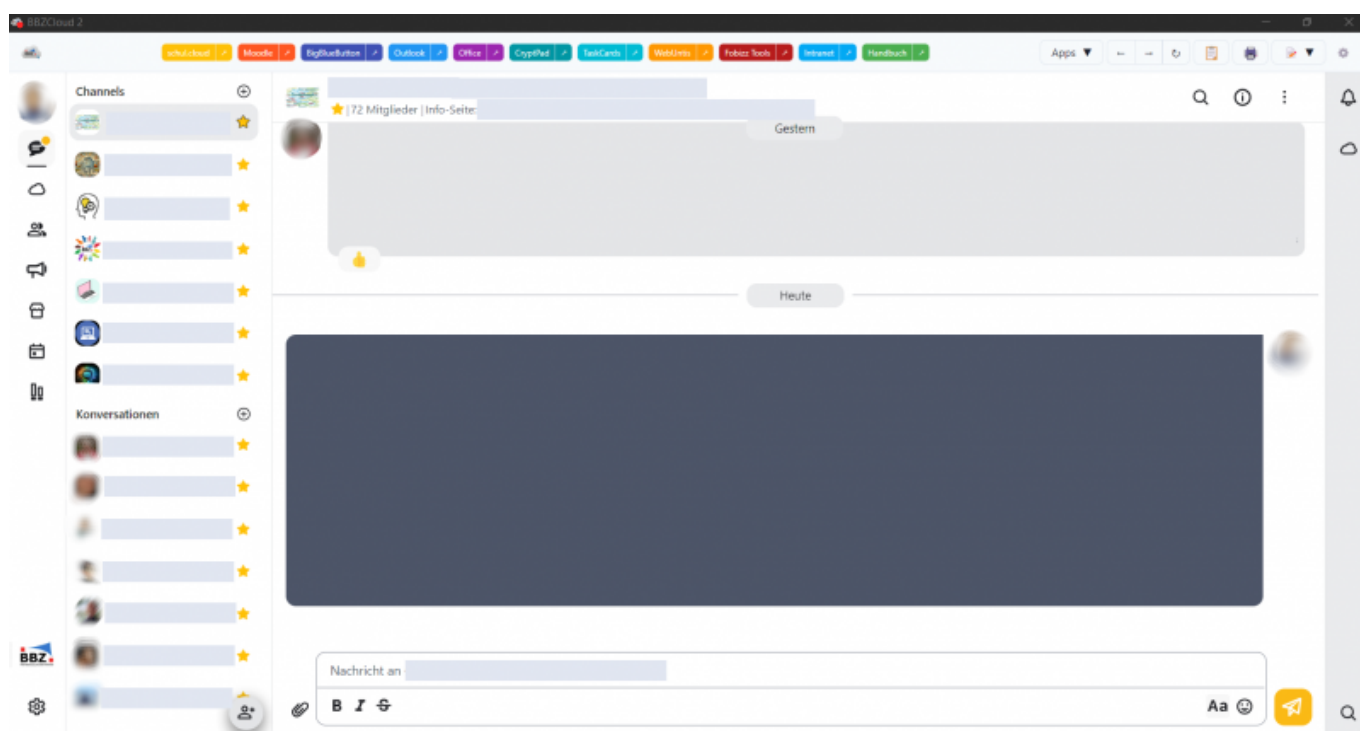 BBZCloud 2
schul.cloud Moodle BigBlueButton Outlook Office CryptPad TaskCards WebUntis Fobizz Tools Intranet Handbuch Apps
Channels
| 72 Mitglieder | Info-Seite:
Gestern
Heute
Konversationen
BBZ
Nachricht an
B I S Aa